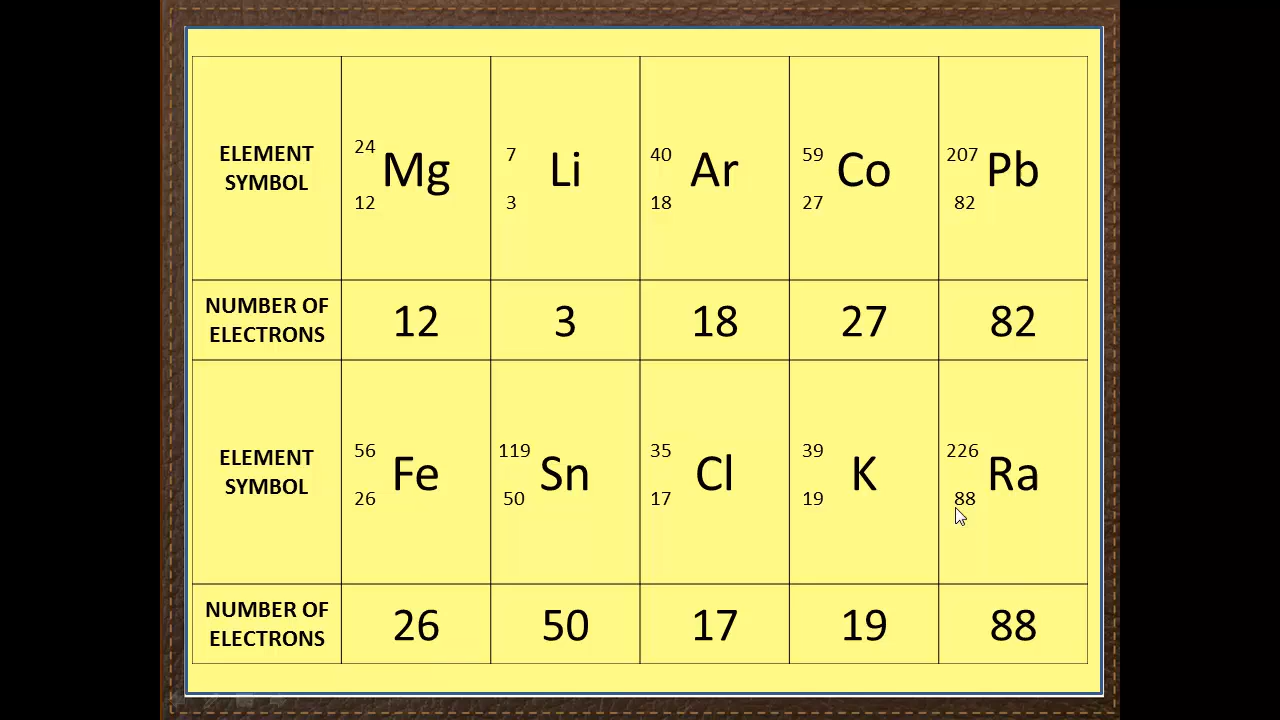 ELEMENT
SYMBOL
24
12
Mg
7
3
Li
40
18
Ar
59
27
Co
207
82
Pb
NUMBER OF
ELECTRONS
12
3
18
27
82
ELEMENT
SYMBOL
56
26
Fe
119
50
Sn
35
17
Cl
39
19
K
226
88
Ra
NUMBER OF
ELECTRONS
26
50
17
19
88